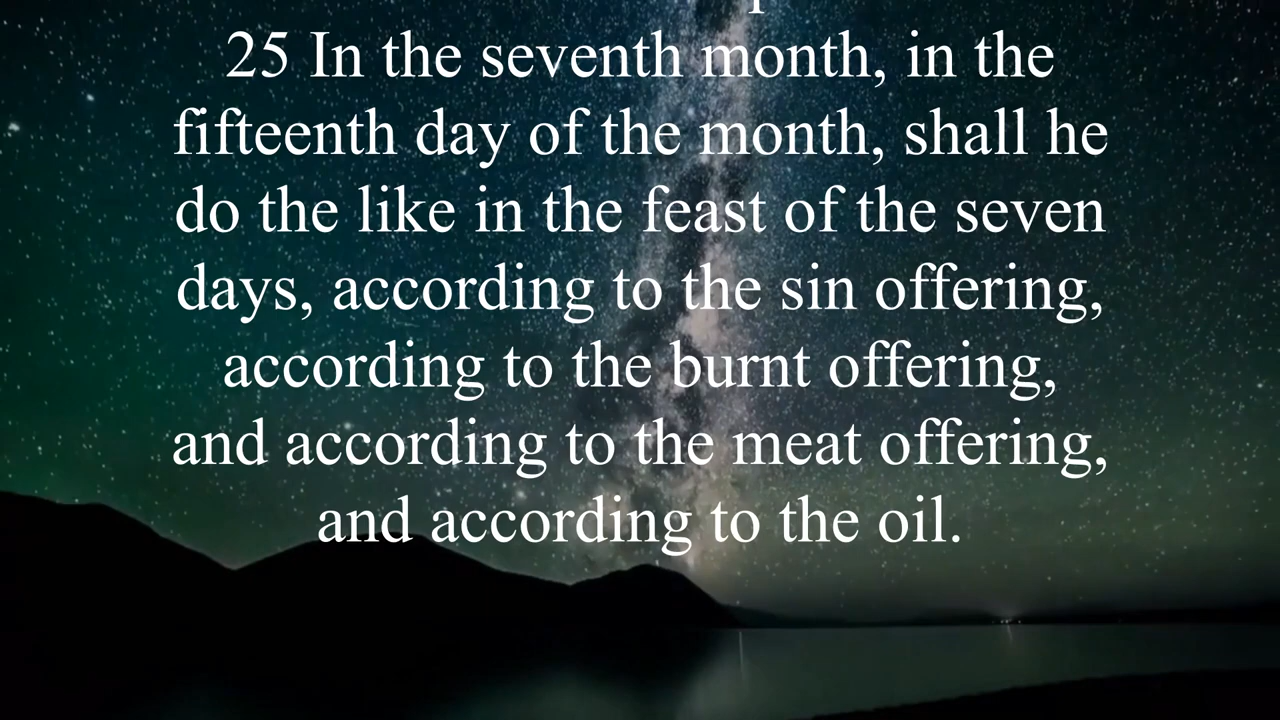 25 In the seventh month, in the
fifteenth day of the month, shall he
do the like in the feast of the seven
days, according to the sin offering,
according to the burnt offering,
and according to the meat offering,
and according to the oil.